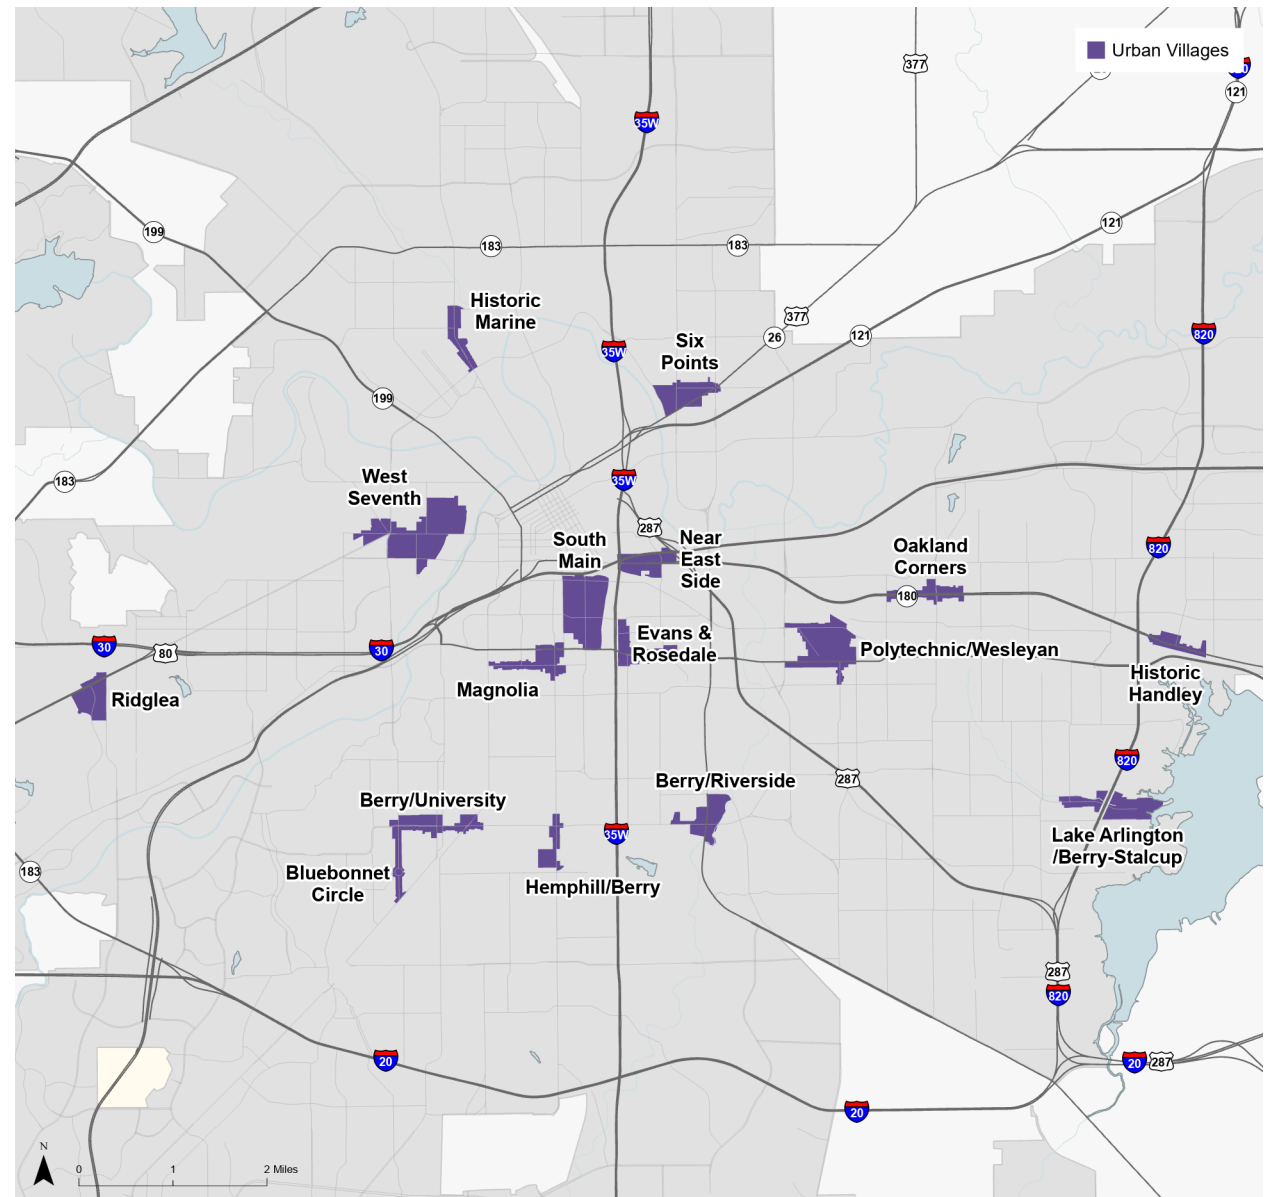 Urban Villages
377
121
35W
199
183
183
121
Historic
Marine
377
26
121
820
35W
Six
Points
199
183
West
Seventh
35W
287
South
Main
Near
East
Side
Oakland
Corners
820
180
30
80
30
Evans &
Rosedale
Polytechnic/Wesleyan
Historic
Handley
Ridglea
Magnolia
820
Berry/Riverside
287
Berry/University
35W
Lake Arlington
/Berry-Stalcup
Bluebonnet
Circle
183
Hemphill/Berry
287
820
20
20
287
20
N
0
1
2 Miles